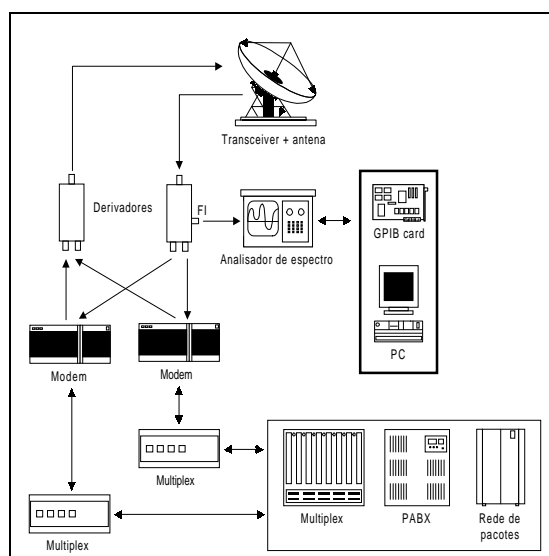 Transceiver + antena
Derivadores
FI
GPIB card
Analisador de espectro
PC
Modem
Modem
Multiplex
Multiplex
PABX
Rede de
pacotes
Multiplex